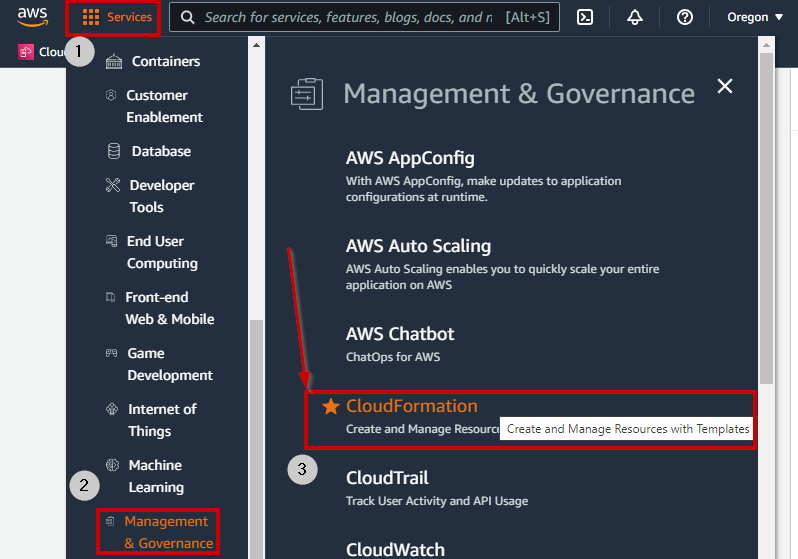 aws
Services
Search for services, features, blogs, docs, and n
[Alt+S]
Oregon
1
Clou
Containers
Customer
Enablement
Database
Developer
Tools
End User
Computing
Front-end
Web & Mobile
Game
Development
Internet of
Things
Machine
Learning
2
Management
& Governance
Management & Governance
AWS AppConfig
With AWS AppConfig, make updates to application
configurations at runtime.
AWS Auto Scaling
AWS Auto Scaling enables you to quickly scale your entire
application on AWS
AWS Chatbot
ChatOps for AWS
CloudFormation
Create and Manage Resourc
Create and Manage Resources with Templates
3
CloudTrail
Track User Activity and API Usage
CloudWatch